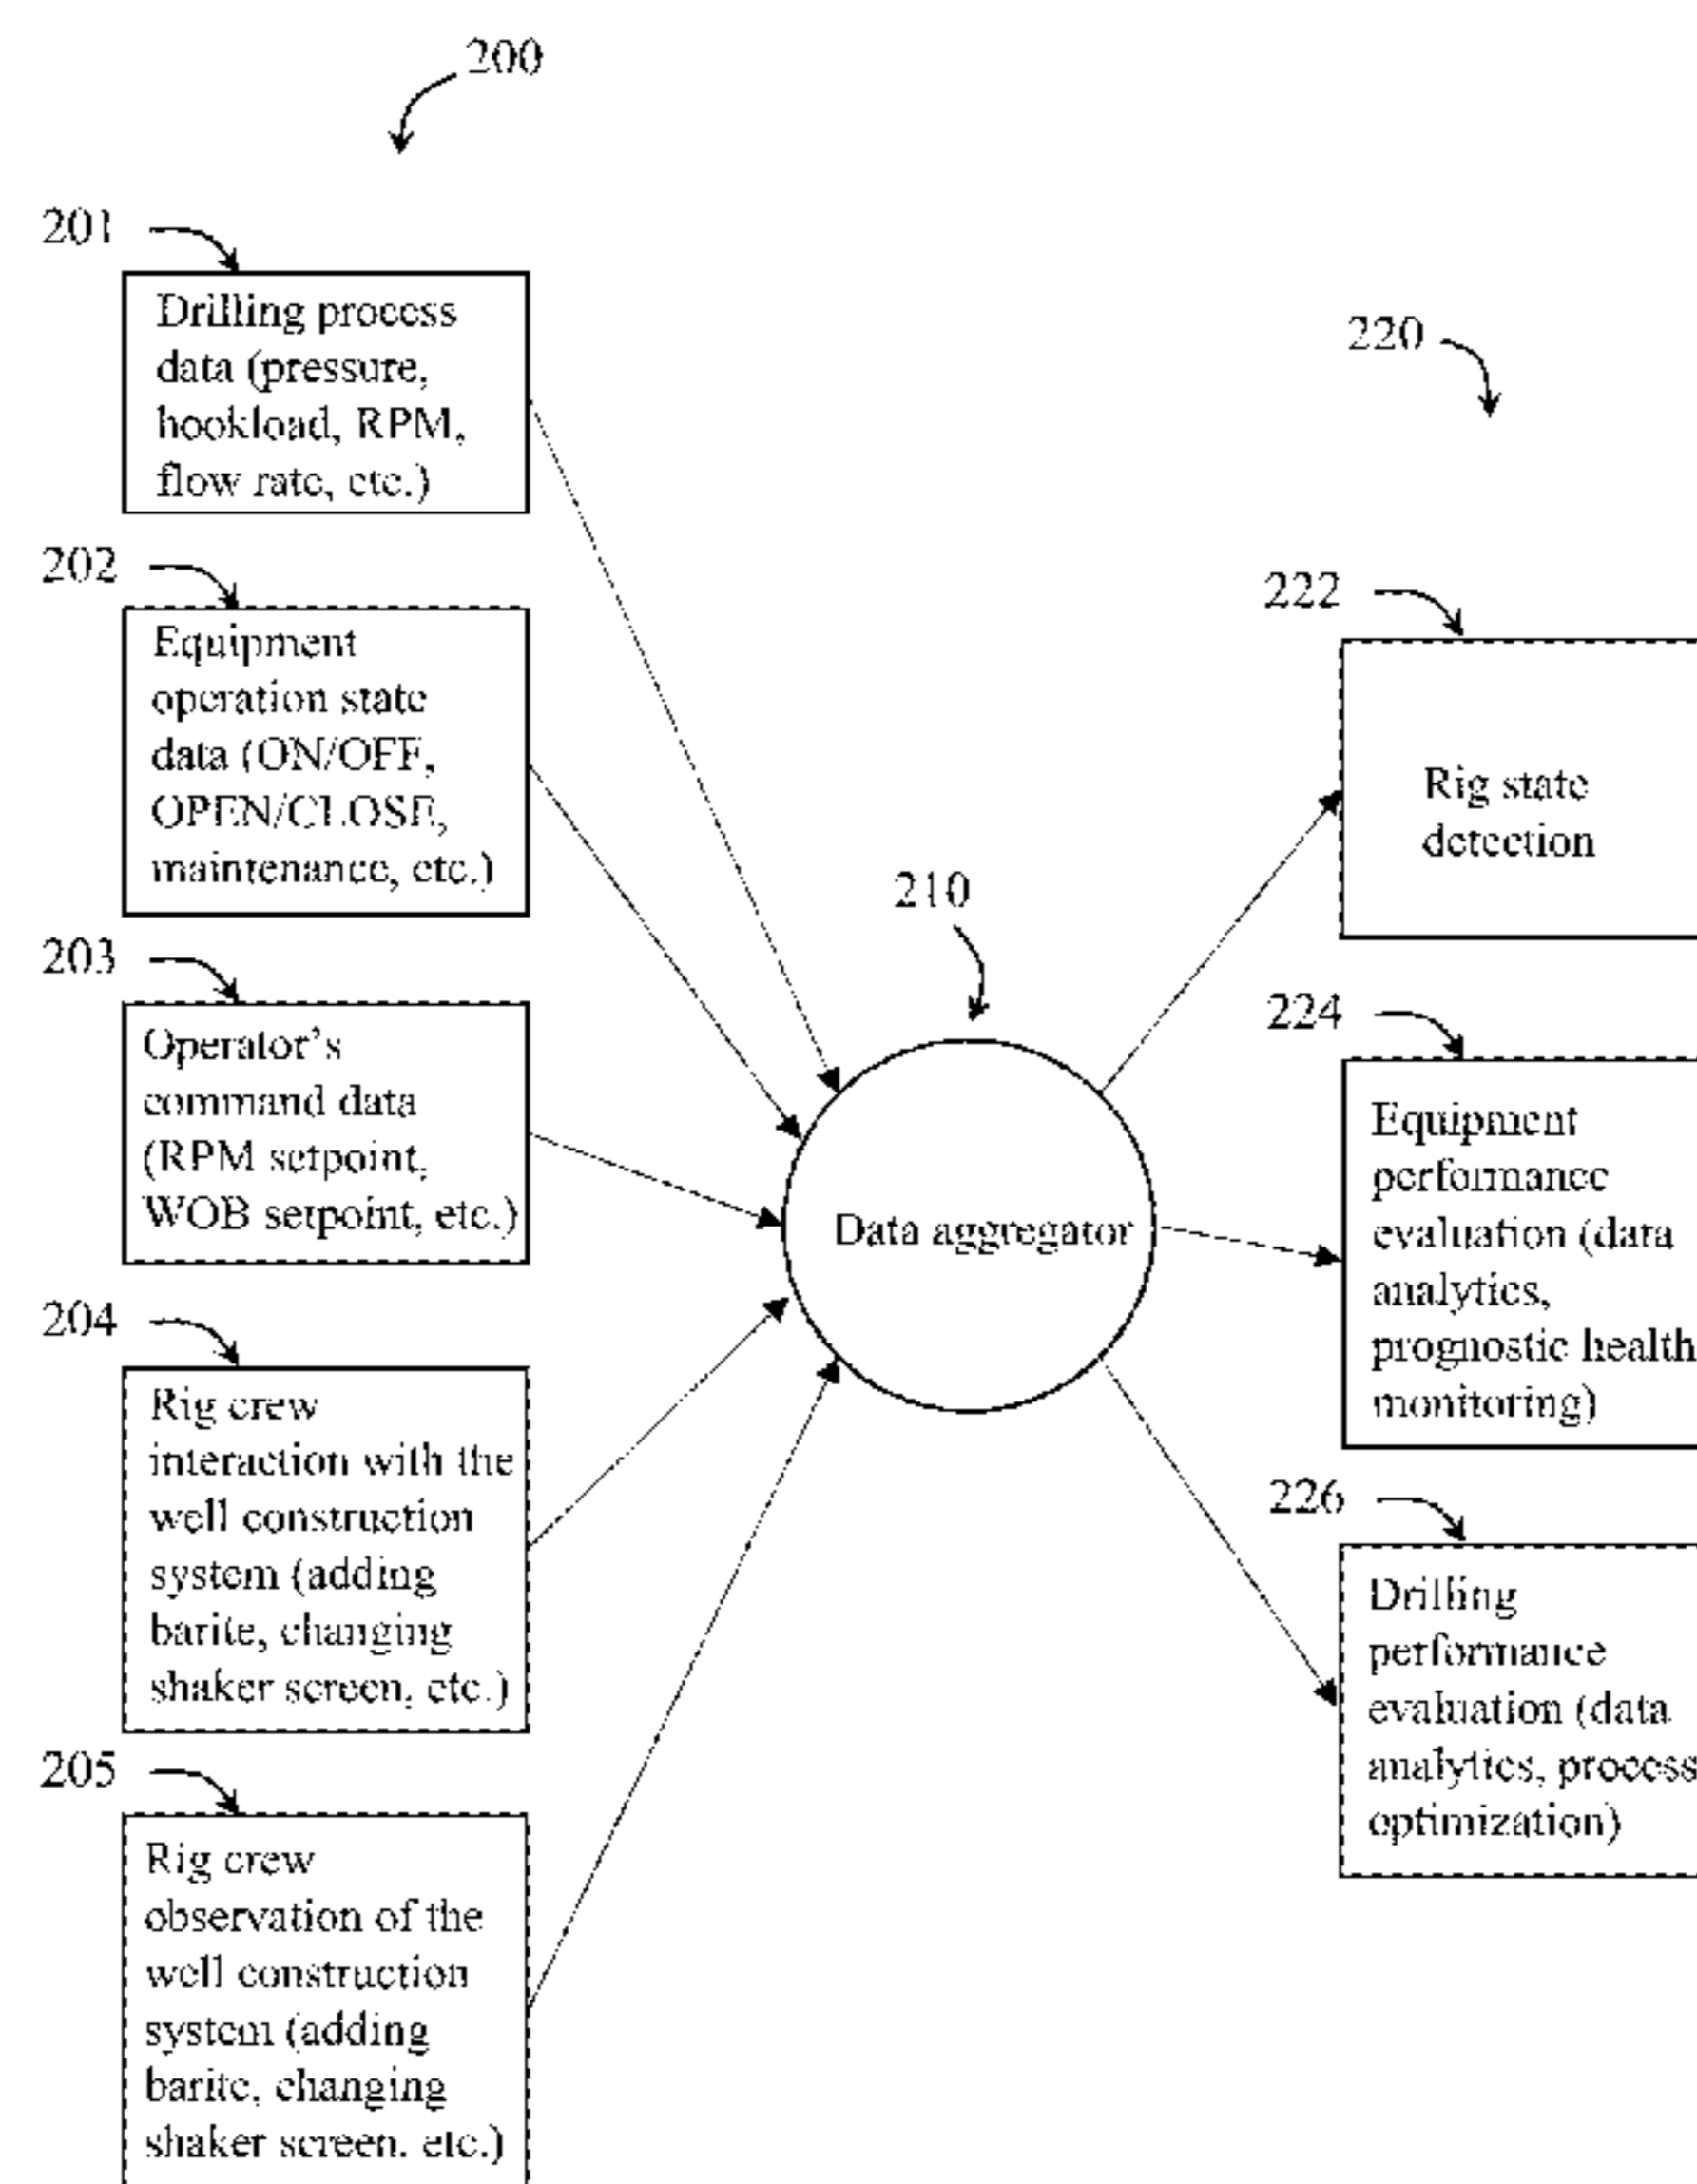 200
201
Drilling process
data (pressure,
hookload, RPM,
flow rate, etc.)
202
Equipment
operation state
data (ON/OFF,
OPEN/CLOSE,
maintenance, etc.)
203
Operator's
command data
(RPM setpoint,
WOB setpoint, etc.)
204
Rig crew
interaction with the
well construction
system (adding
barite, changing
shaker screen, etc.)
205
Rig crew
observation of the
well construction
system (adding
barite, changing
shaker screen, etc.)
210
Data aggregator
220
222
Rig state
detection
224
Equipment
performance
evaluation (data
analytics,
prognostic health
monitoring)
226
Drilling
performance
evaluation (data
analytics, process
optimization)